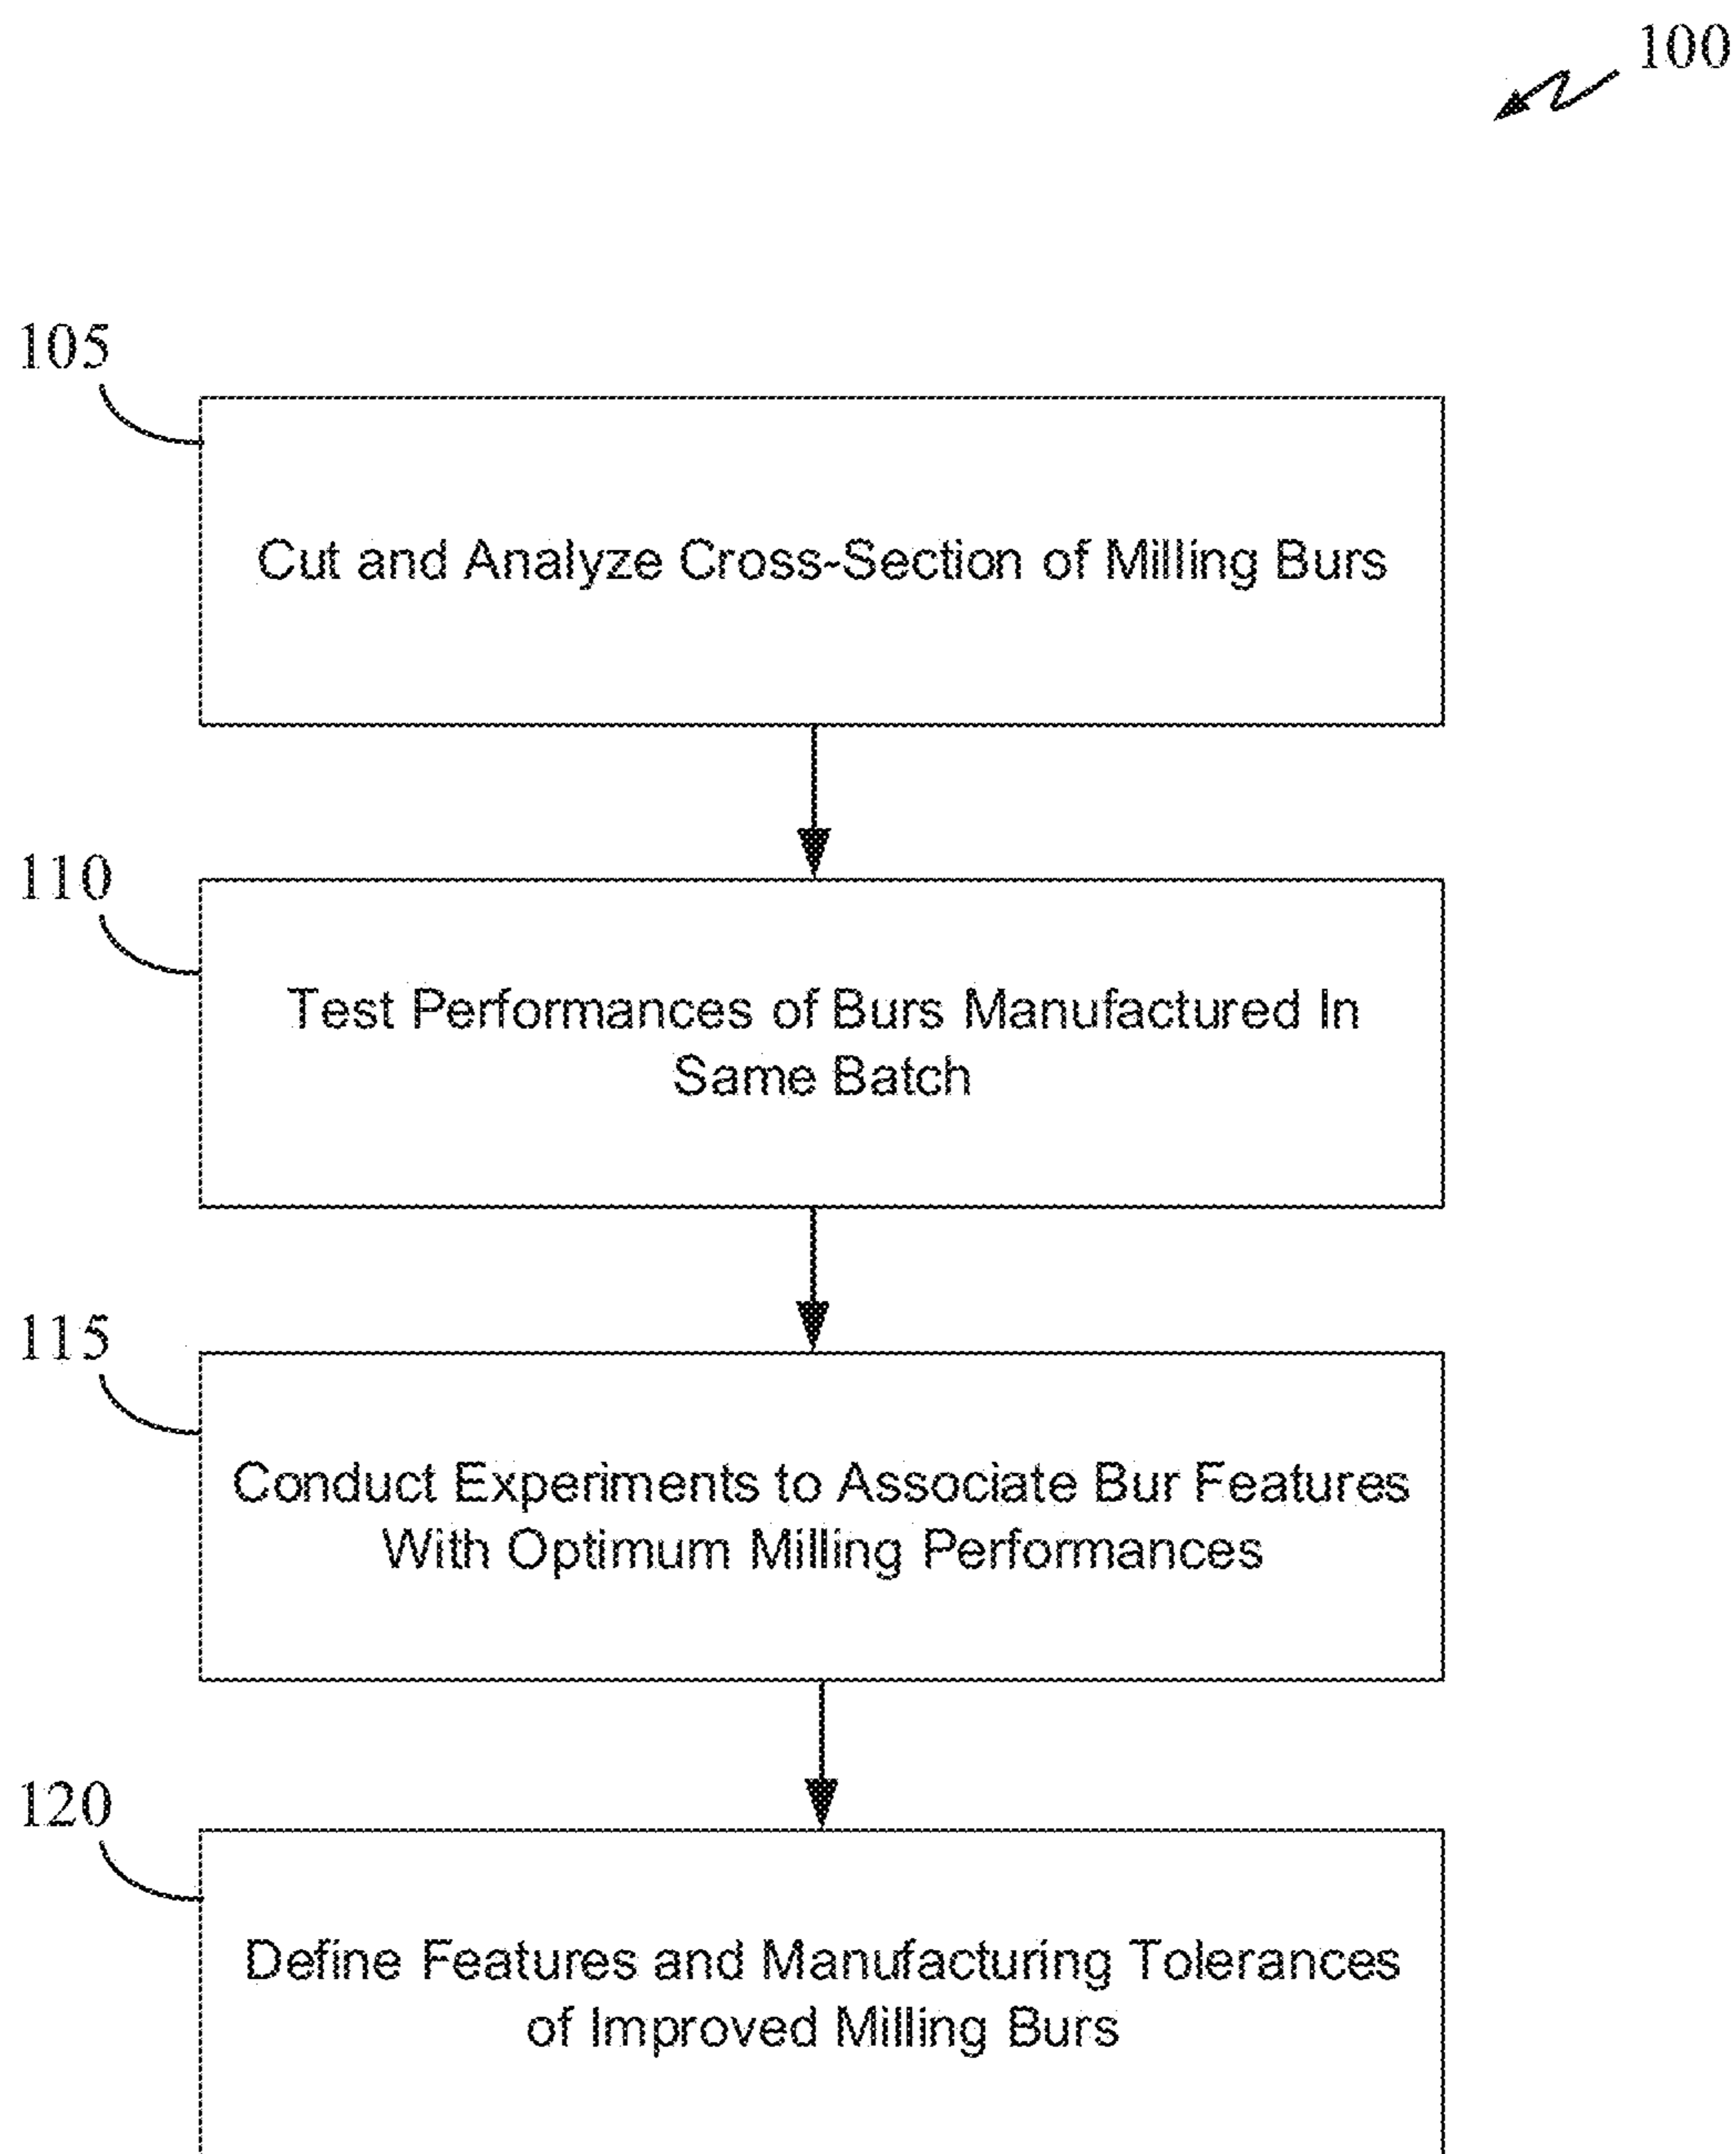 100
105
Cut and Analyze Cross-Section of Milling Burs
110
Test Performances of Burs Manufactured In
Same Batch
115
Conduct Experiments to Associate Bur Features
With Optimum Milling Performances
120
Define Features and Manufacturing Tolerances
of Improved Milling Burs